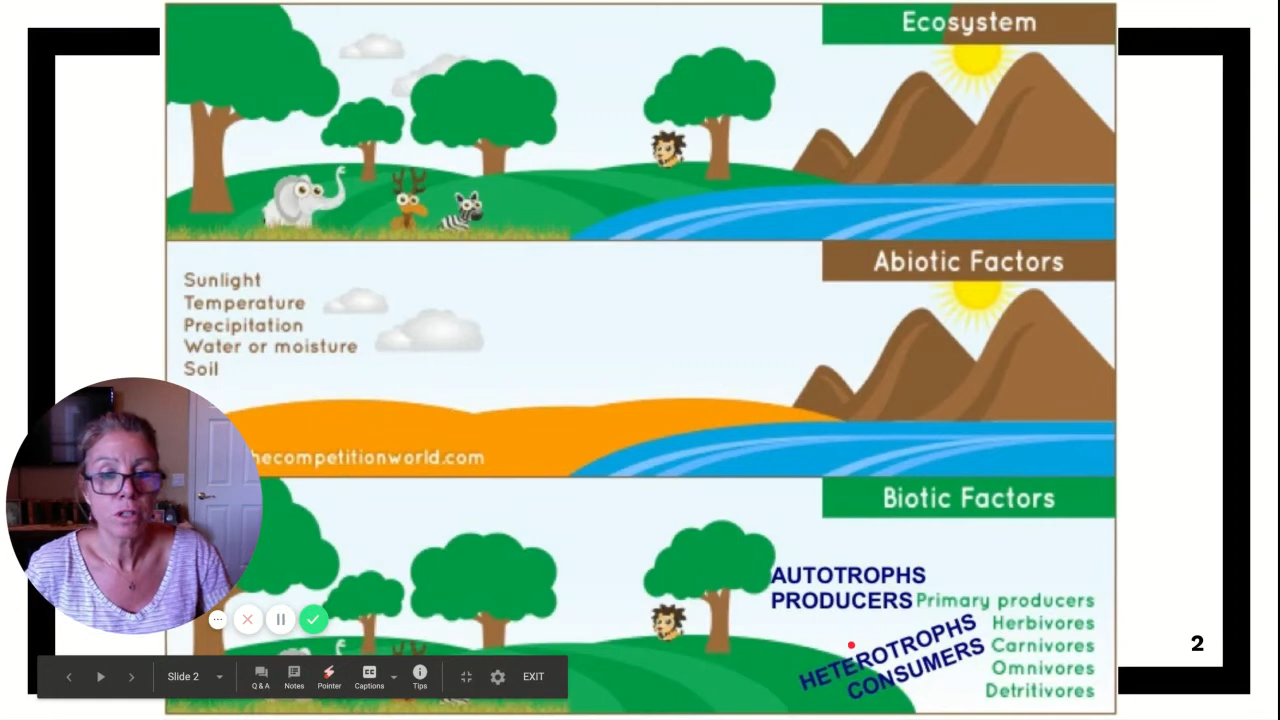 Ecosystem
Abiotic Factors
Sunlight
Temperature
Precipitation
Water or moisture
Soil
hecompetitionworld.com
Biotic Factors
AUTOTROPHS
PRODUCERS
Primary producers
Herbivores
Carnivores
Omnivores
Detritivores
HETEROTROPHS
CONSUMERS
2
Slide 2
Q & A
Notes
Pointer
Captions
Tips
EXIT